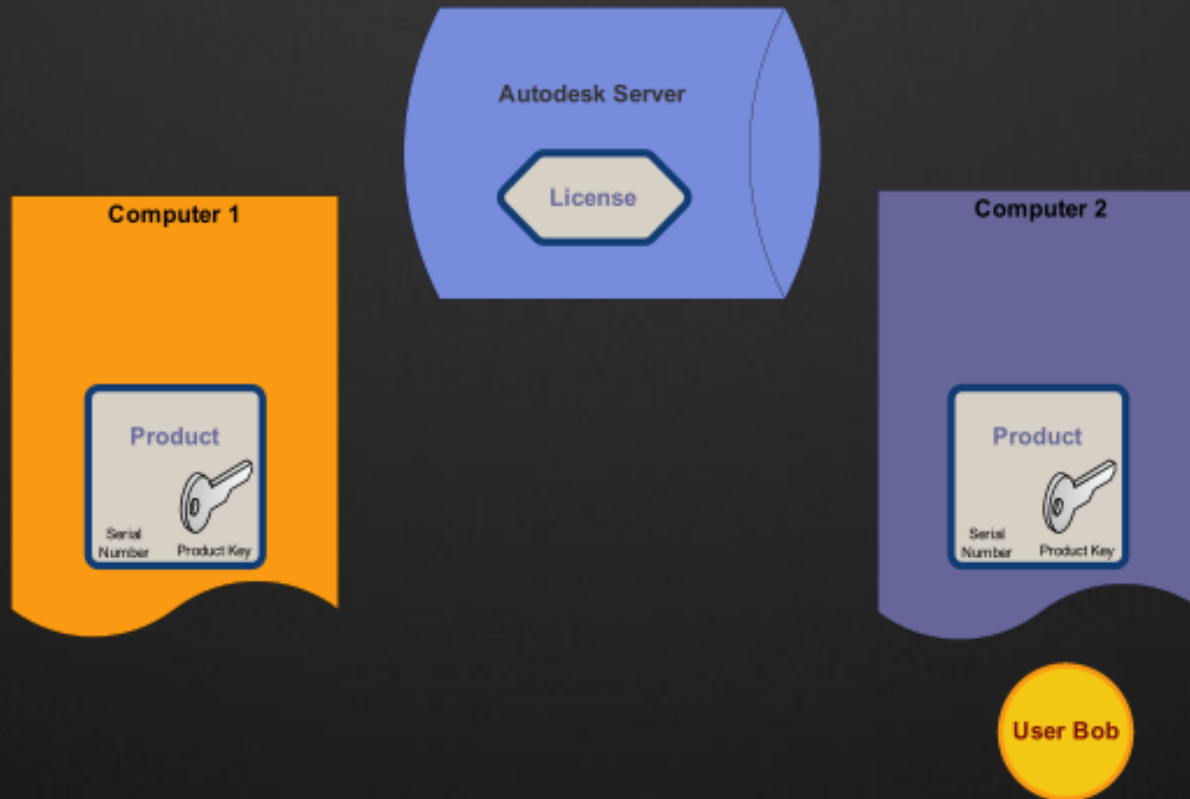 Autodesk Server
License
Computer 1
Product
Serial
Number
Product Key
Computer 2
Product
Serial
Number
Product Key
User Bob